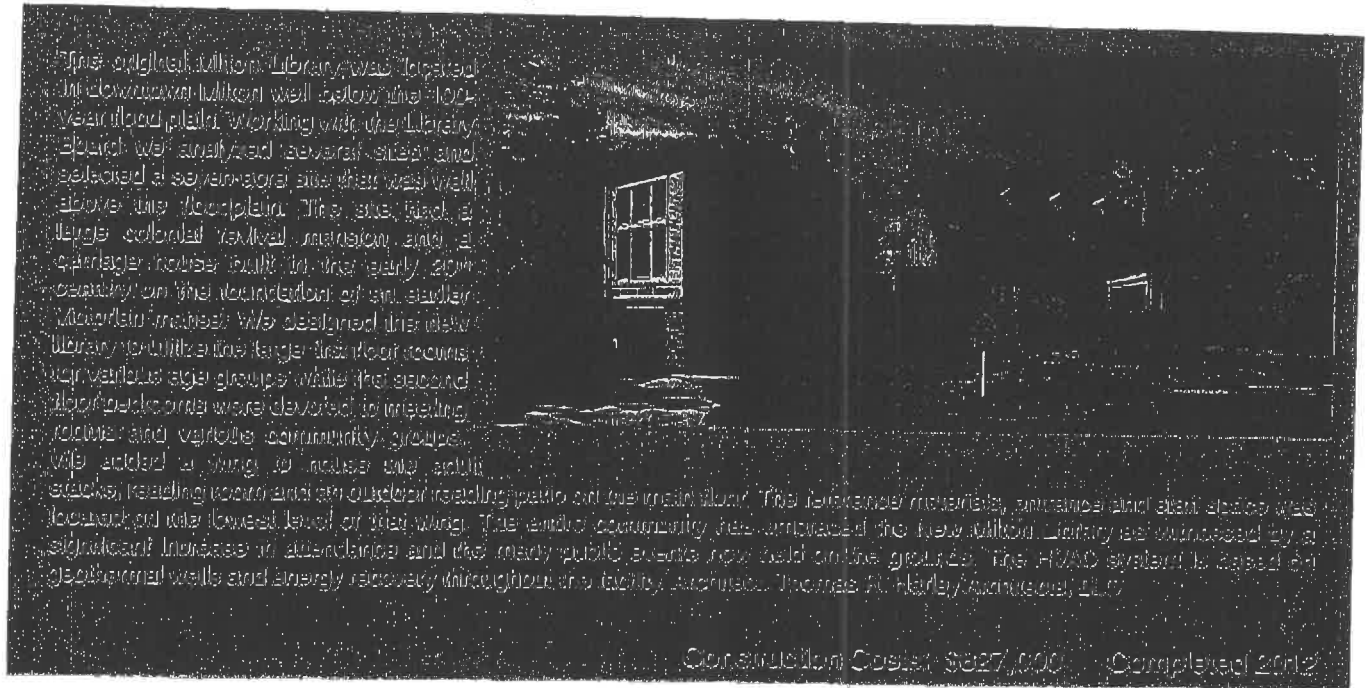 The original Milton Library was located
in downtown Milton well below the 100-
year flood plain. Working with the Library
Board we analyzed several sites and
selected a seven-acre site that was well
above the floodplain. The site had a
large colonial revival mansion and a
carriage house built in the early 20th
century on the foundation of an earlier
Victorian manse. We designed the new
library to utilize the large first floor rooms
for various age groups while the second
floor bedrooms were devoted to meeting
rooms and various community groups.
We added a wing to house the adult
stacks, reading room and an outdoor reading patio on the main floor. The reference materials, entrance and staff space was
located on the lowest level of that wing. The entire community has embraced the New Milton Library as witnessed by a
significant increase in attendance and the many public events now held on the grounds. The HVAC system is based on
geothermal wells and energy recovery throughout the facility. Architect: Thomas R. Harley Architects, LLC
Construction Costs: $827,000 Completed 2012